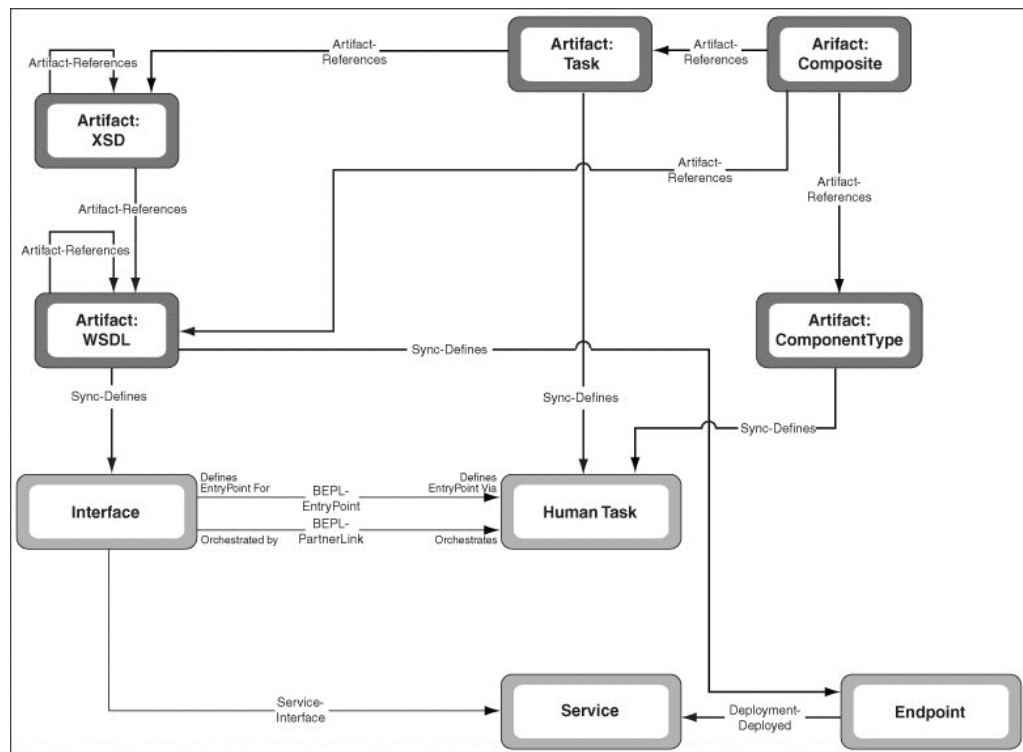 Artifact-
References
Artifact:
Task
Artifact-
References
Arifact:
Composite
Artifact-References
Artifact:
XSD
Artifact-
References
Artifact-
References
Artifact-References
Artifact-References
Artifact:
WSDL
Artifact:
ComponentType
Sync-Defines
Sync-Defines
Sync-Defines
Sync-Defines
Interface
Defines
EntryPoint For
BEPL-
EntryPoint
Defines
EntryPoint Via
Orchestrated by
BEPL-
PartnerLink
Orchestrates
Human Task
Service-
Interface
Service
Deployment-
Deployed
Endpoint